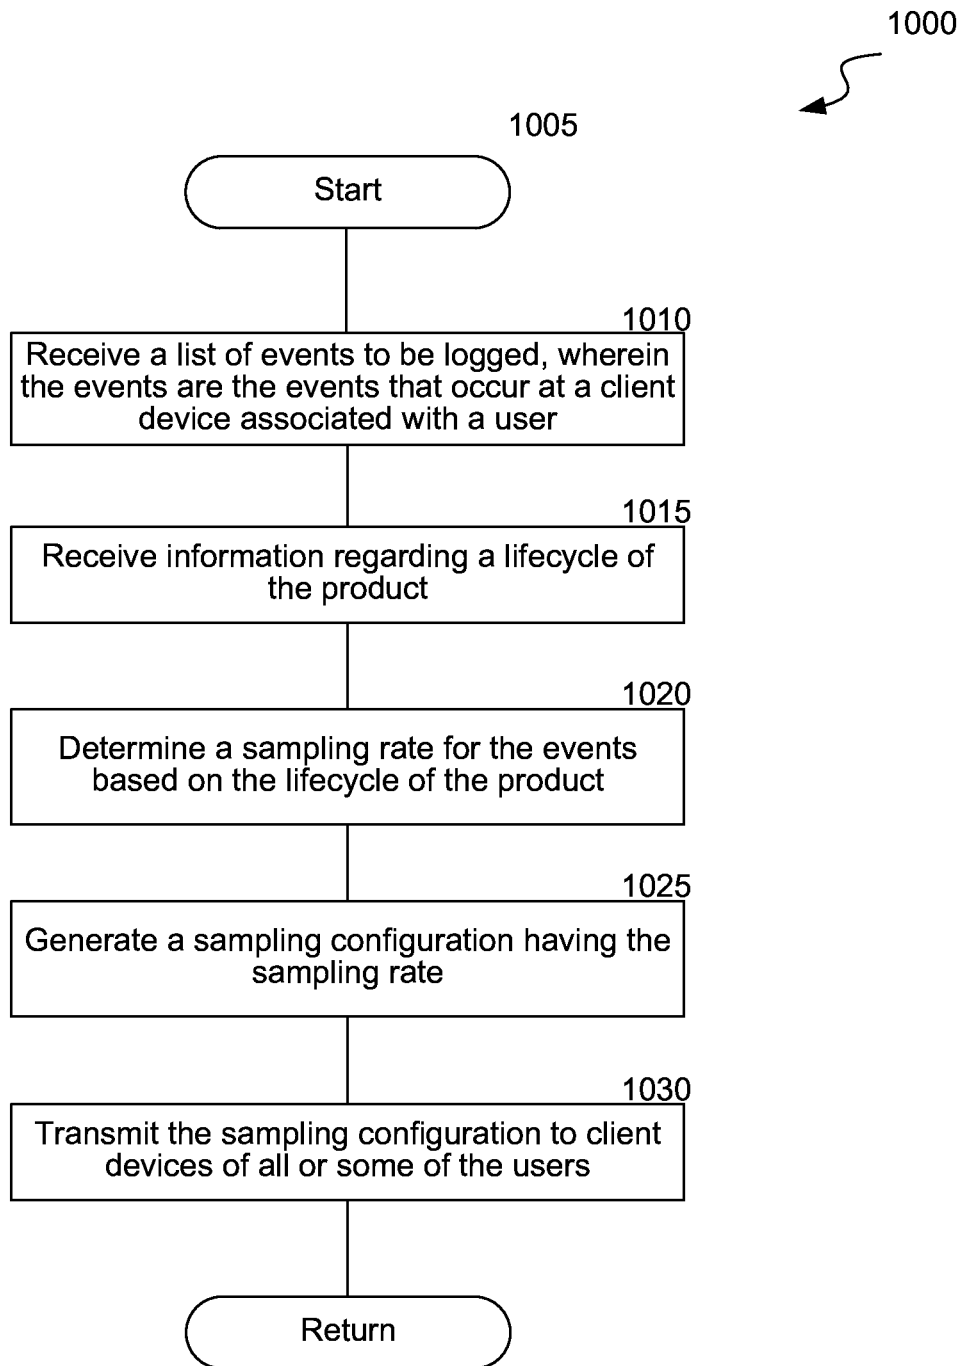 1000
1005
Start
1010
Receive a list of events to be logged, wherein
the events are the events that occur at a client
device associated with a user
1015
Receive information regarding a lifecycle of
the product
1020
Determine a sampling rate for the events
based on the lifecycle of the product
1025
Generate a sampling configuration having the
sampling rate
1030
Transmit the sampling configuration to client
devices of all or some of the users
Return